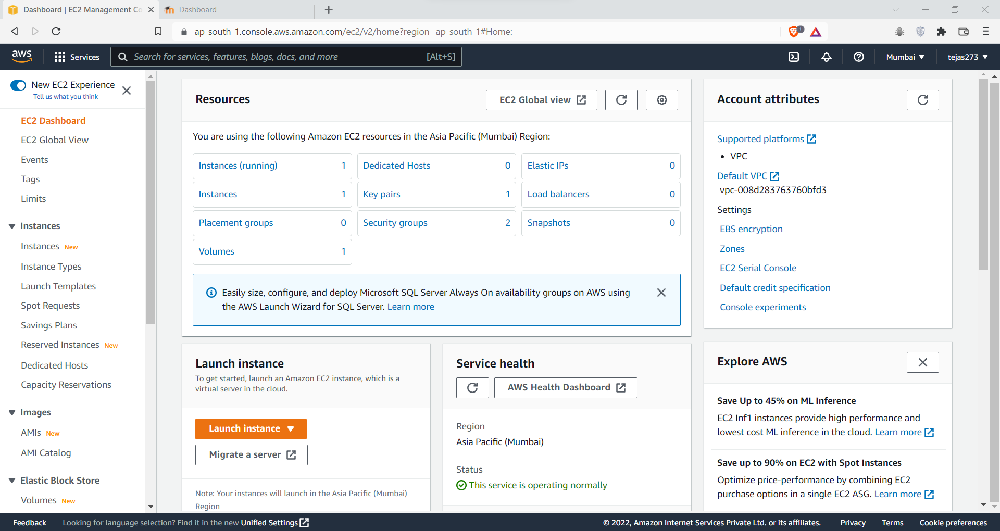 Dashboard | EC2 Management Co
Dashboard
ap-south-1.console.aws.amazon.com/ec2/v2/home?region=ap-south-1#Home:
1
aws
Services
Search for services, features, blogs, docs, and more
[Alt+S]
Mumbai
tejas273
New EC2 Experience
Tell us what you think
EC2 Dashboard
EC2 Global View
Events
Tags
Limits
Instances
Instances New
Instance Types
Launch Templates
Spot Requests
Savings Plans
Reserved Instances New
Dedicated Hosts
Capacity Reservations
Images
AMIs New
AMI Catalog
Elastic Block Store
Volumes New
Resources
EC2 Global view
You are using the following Amazon EC2 resources in the Asia Pacific (Mumbai) Region:
Instances (running) 1
Dedicated Hosts 0
Elastic IPs 0
Instances 1
Key pairs 1
Load balancers 0
Placement groups 0
Security groups 2
Snapshots 0
Volumes 1
Easily size, configure, and deploy Microsoft SQL Server Always On availability groups on AWS using
the AWS Launch Wizard for SQL Server. Learn more
Launch instance
To get started, launch an Amazon EC2 instance, which is a
virtual server in the cloud.
Launch instance
Migrate a server
Note: Your instances will launch in the Asia Pacific (Mumbai)
Region
Service health
AWS Health Dashboard
Region
Asia Pacific (Mumbai)
Status
This service is operating normally
Account attributes
Supported platforms
• VPC
Default VPC
vpc-008d283763760bfd3
Settings
EBS encryption
Zones
EC2 Serial Console
Default credit specification
Console experiments
Explore AWS
Save Up to 45% on ML Inference
EC2 Inf1 instances provide high performance and
lowest cost ML inference in the cloud. Learn more
Save up to 90% on EC2 with Spot Instances
Optimize price-performance by combining EC2
purchase options in a single EC2 ASG. Learn more
Feedback
Looking for language selection? Find it in the new Unified Settings
© 2022, Amazon Internet Services Private Ltd. or its affiliates.
Privacy
Terms
Cookie preferences